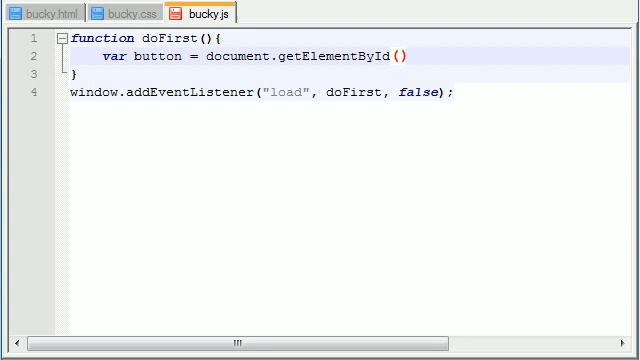 bucky.html bucky.css bucky.js
1 function doFirst(){
2 var button = document.getElementById()
3 }
4 window.addEventListener("load", doFirst, false);